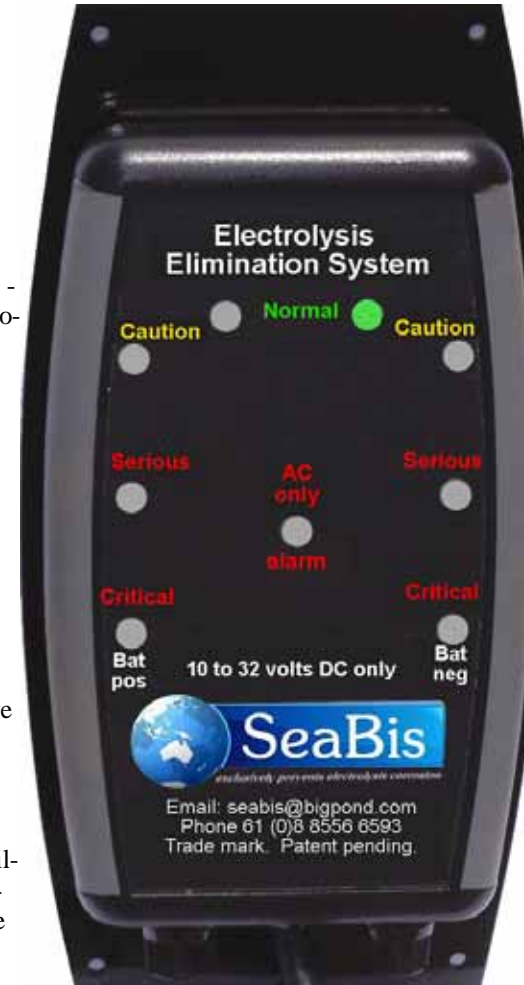 -
o-
Electrolysis
Elimination System
Normal
Caution
Caution
Serious
Serious
AC
only
alarm
Critical
Critical
Bat
pos
10 to 32 volts DC only
Bat
neg
e
SeaBis
exclusively prevents electrolysis corrosion
Email: seabis@bigpond.com
Phone 61 (0)8 8556 6593
Trade mark. Patent pending.
il-
-
e